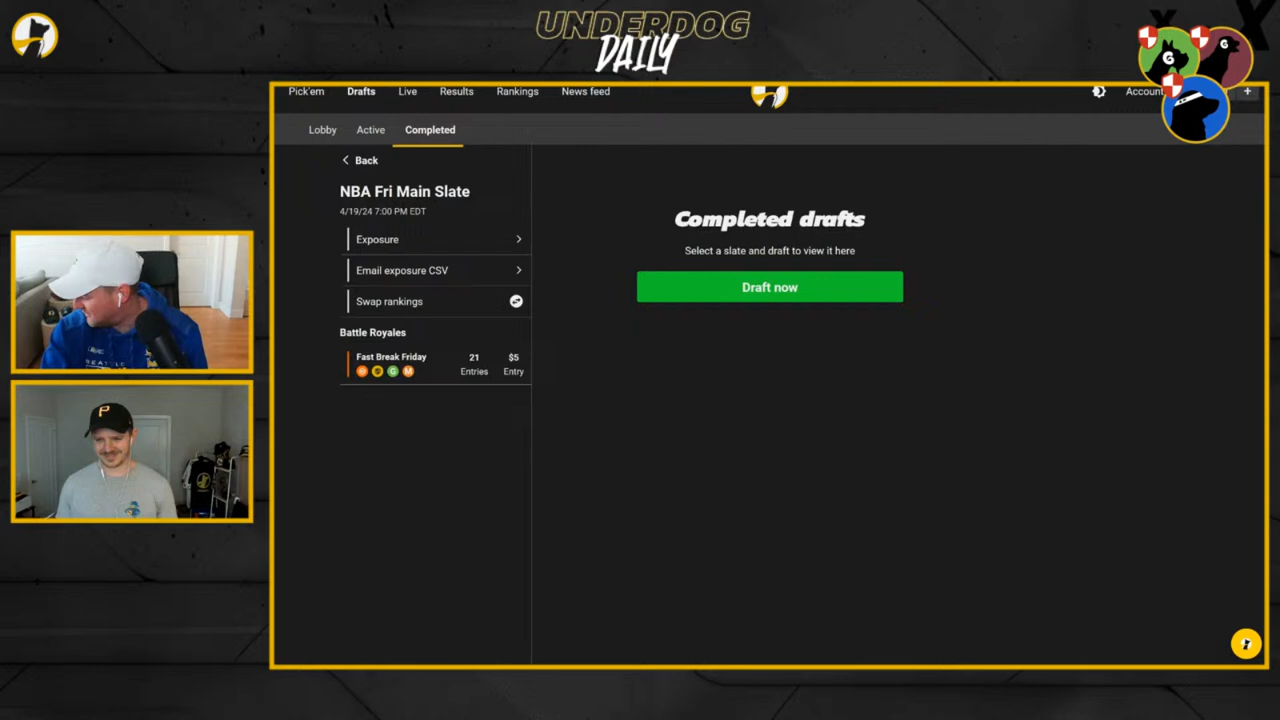 UNDERDOG
DAILY
Pick'em
Drafts
Live
Results
Rankings
News feed
Account
Lobby
Active
Completed
Back
NBA Fri Main Slate
4/19/24 7:00 PM EDT
Exposure
Email exposure CSV
Swap rankings
Battle Royales
Fast Break Friday
21
$5
G
M
Entries
Entry
Completed drafts
Select a slate and draft to view it here
Draft now
G
G
SEATTLE
P